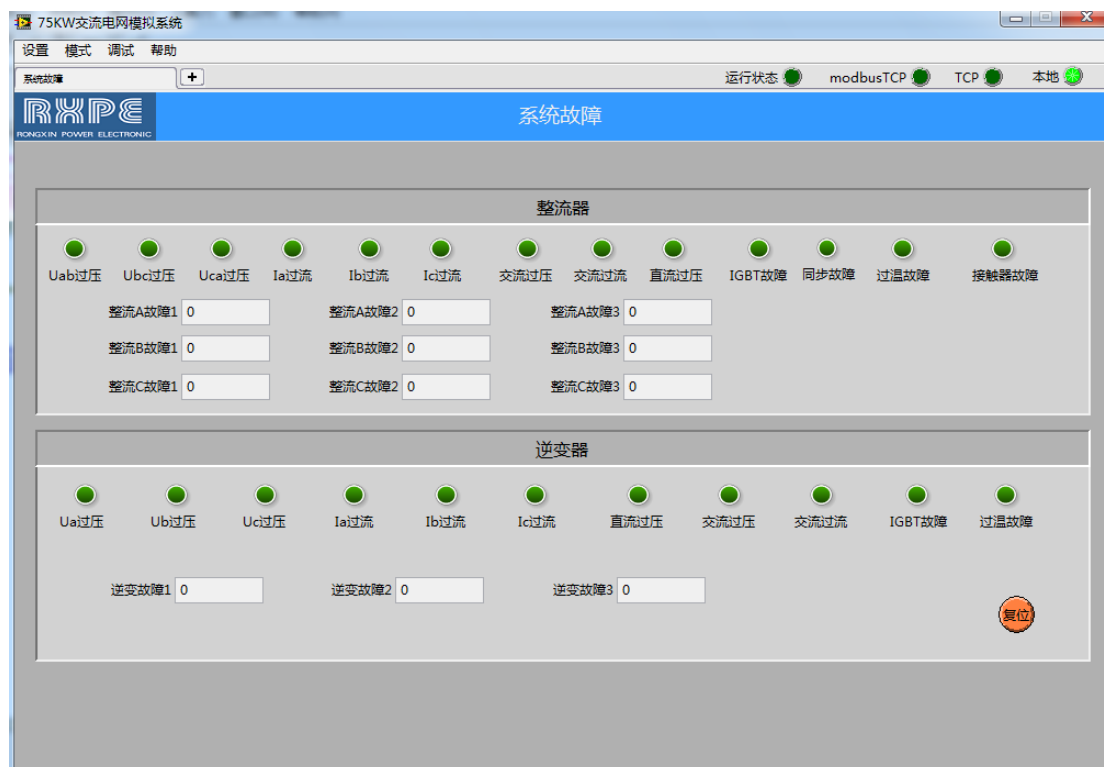 75KW交流电网模拟系统
设置 模式 调试 帮助
系统故障 + 运行状态 modbusTCP TCP 本地
RXPE
RONGXIN POWER ELECTRONIC
系统故障
整流器
Uab过压 Ubc过压 Uca过压 Ia过流 Ib过流 Ic过流 交流过压 交流过流 直流过压 IGBT故障 同步故障 过温故障 接触器故障
整流A故障1 0 整流A故障2 0 整流A故障3 0
整流B故障1 0 整流B故障2 0 整流B故障3 0
整流C故障1 0 整流C故障2 0 整流C故障3 0
逆变器
Ua过压 Ub过压 Uc过压 Ia过流 Ib过流 Ic过流 直流过压 交流过压 交流过流 IGBT故障 过温故障
逆变故障1 0 逆变故障2 0 逆变故障3 0
复位